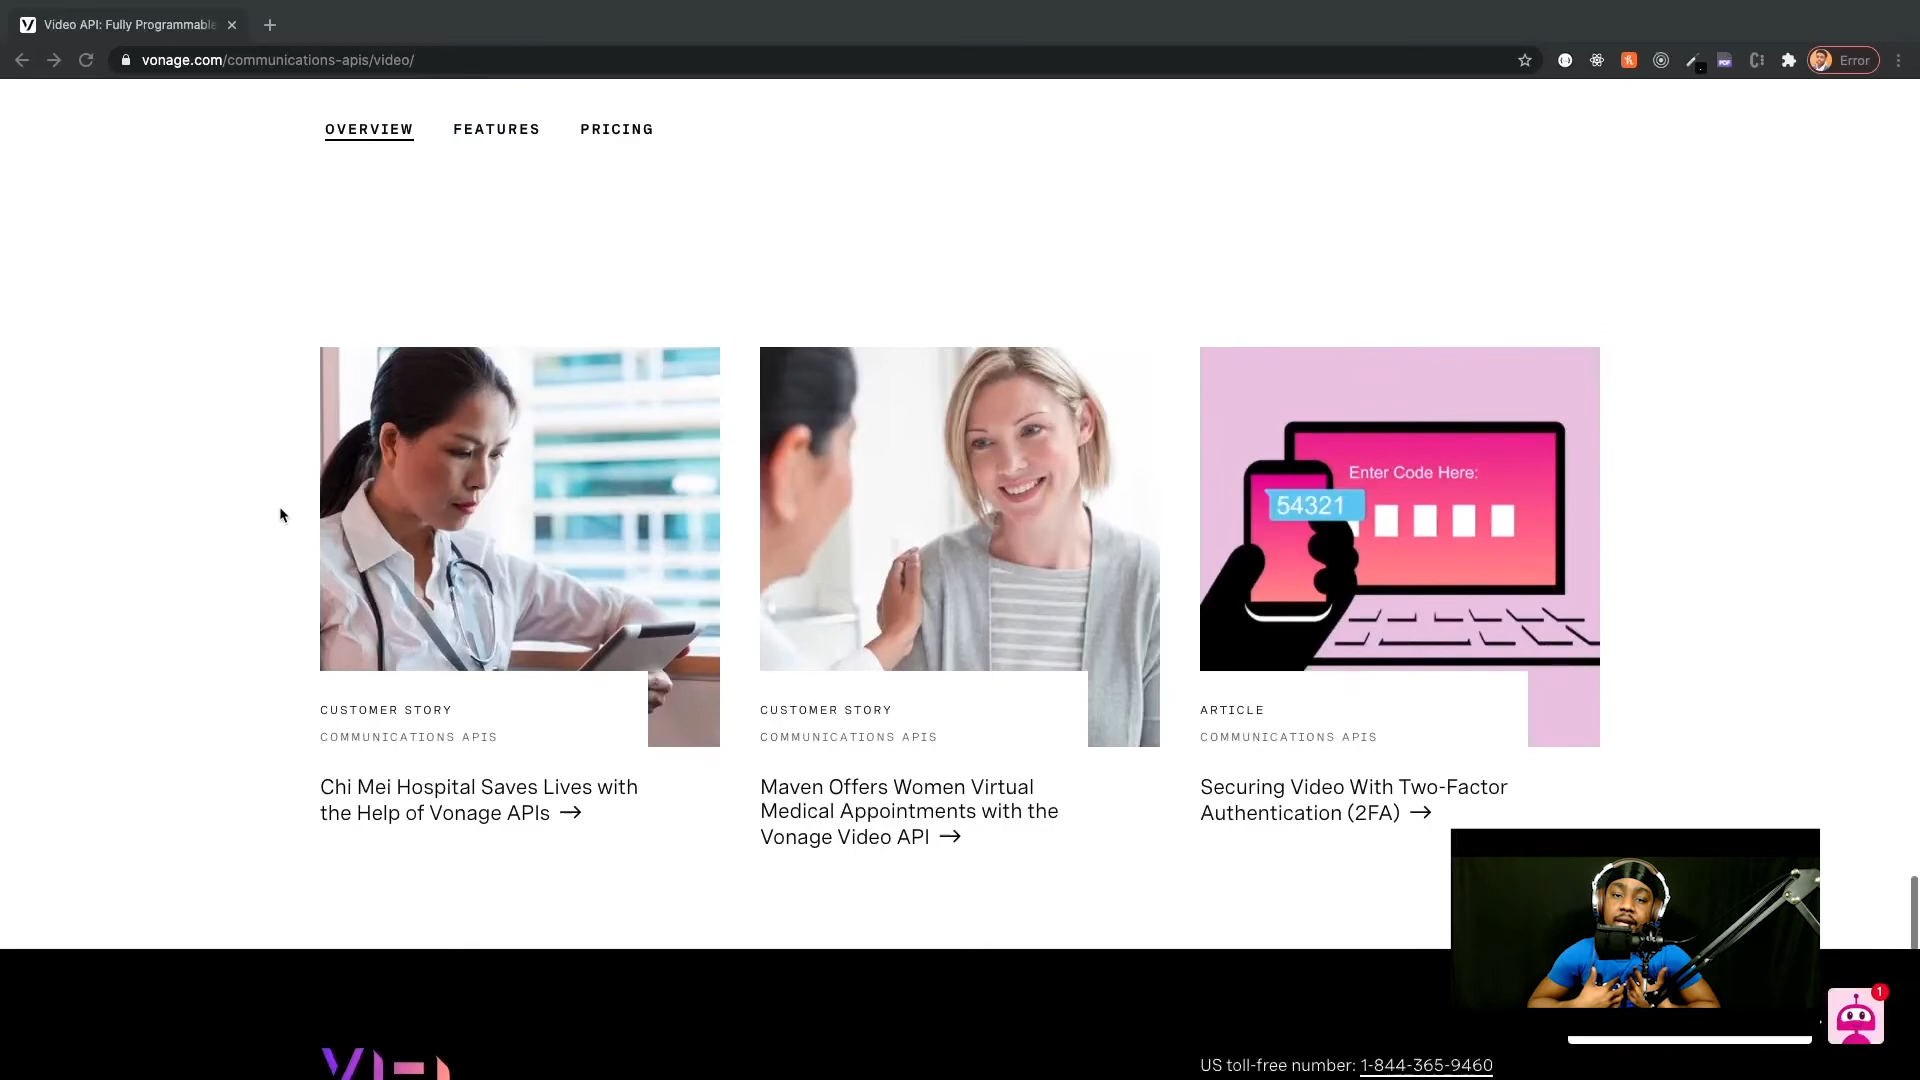 Video API: Fully Programmable
vonage.com/communications-apis/video/
Error
OVERVIEW
FEATURES
PRICING
Enter Code Here:
54321
CUSTOMER STORY
COMMUNICATIONS APIS
Chi Mei Hospital Saves Lives with
the Help of Vonage APIs →
CUSTOMER STORY
COMMUNICATIONS APIS
Maven Offers Women Virtual
Medical Appointments with the
Vonage Video API →
ARTICLE
COMMUNICATIONS APIS
Securing Video With Two-Factor
Authentication (2FA) →
1
US toll-free number: 1-844-365-9460